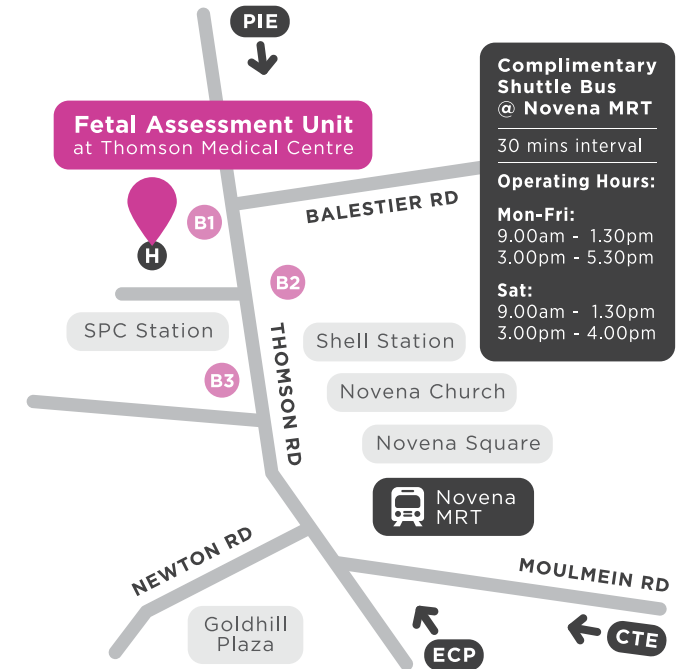 PIE
Fetal Assessment Unit
at Thomson Medical Centre
Complimentary
Shuttle Bus
@ Novena MRT
30 mins interval
Operating Hours:
Mon-Fri:
9.00am - 1.30pm
3.00pm - 5.30pm
Sat:
9.00am - 1.30pm
3.00pm - 4.00pm
BALESTIER RD
B1
H
B2
SPC Station
THOMSON RD
Shell Station
B3
Novena Church
Novena Square
Novena
MRT
NEWTON RD
MOULMEIN RD
Goldhill
Plaza
ECP
CTE